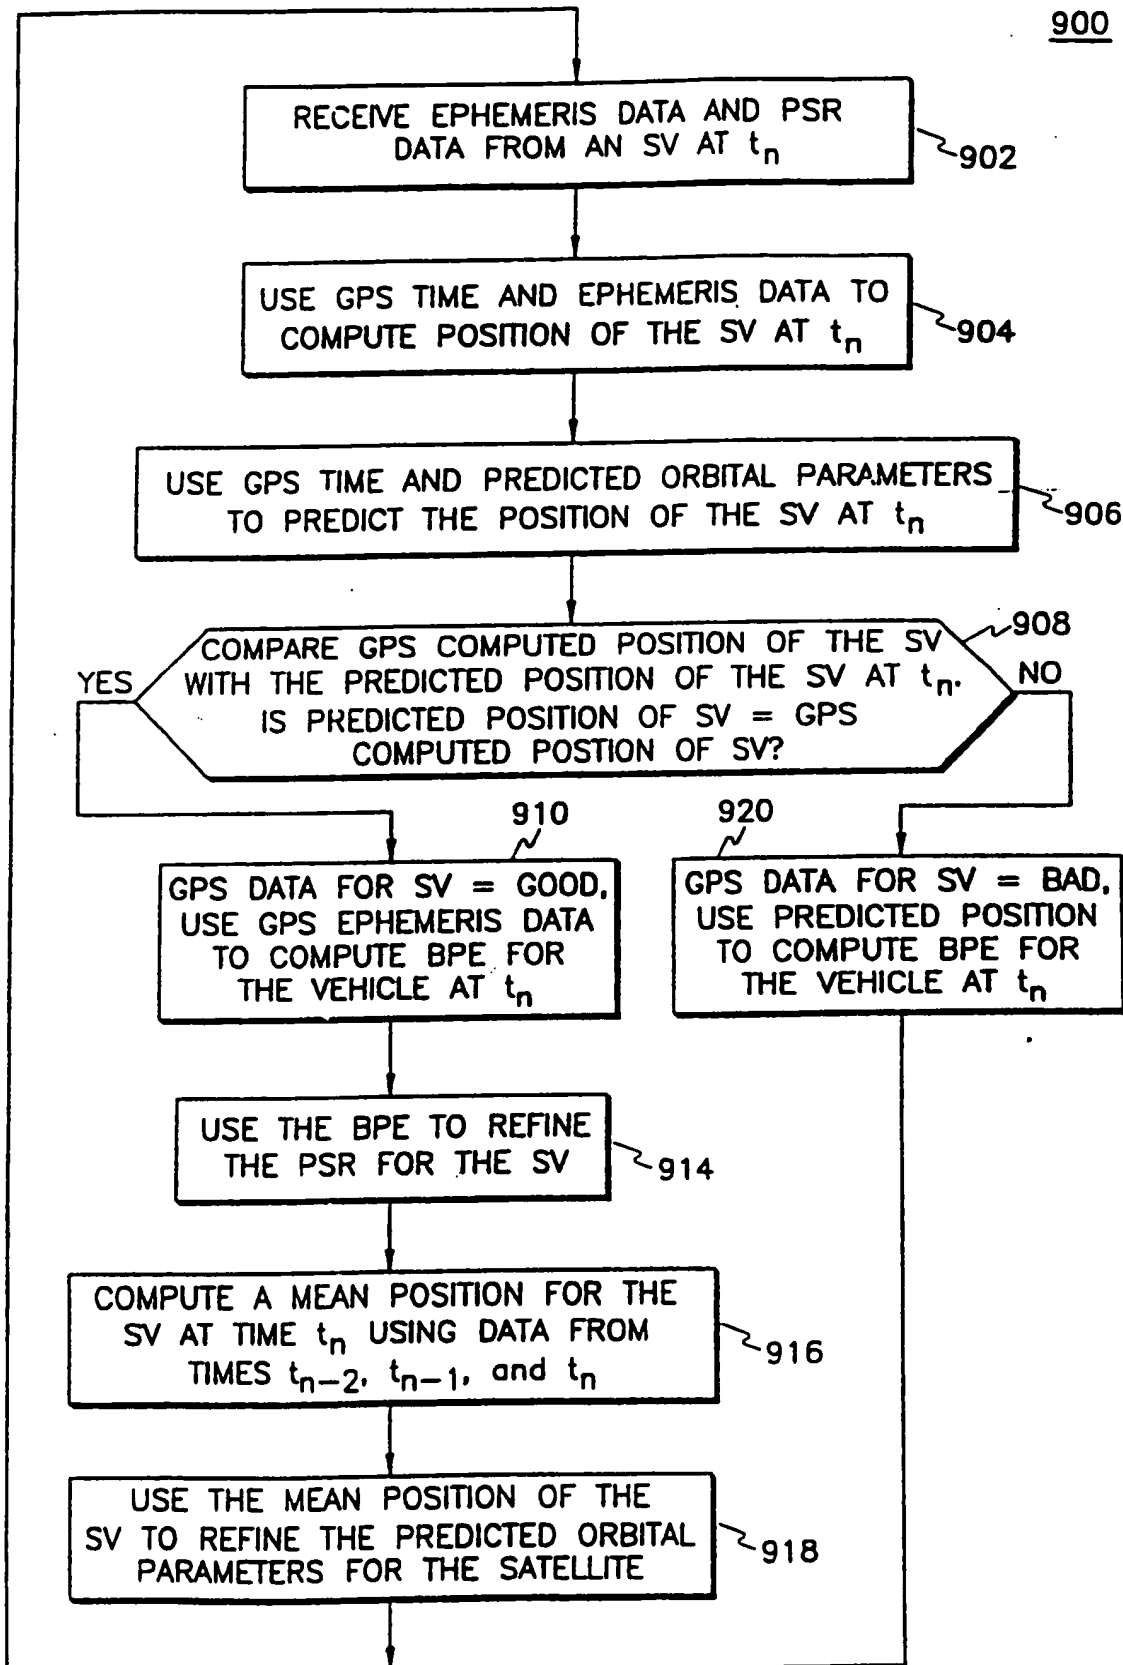 900
RECEIVE EPHEMERIS DATA AND PSR
DATA FROM AN SV AT tn
902
USE GPS TIME AND EPHEMERIS DATA TO
COMPUTE POSITION OF THE SV AT tn
904
USE GPS TIME AND PREDICTED ORBITAL PARAMETERS
TO PREDICT THE POSITION OF THE SV AT tn
906
COMPARE GPS COMPUTED POSITION OF THE SV
WITH THE PREDICTED POSITION OF THE SV AT tn.
IS PREDICTED POSITION OF SV = GPS
COMPUTED POSTION OF SV?
908
YES
NO
910
GPS DATA FOR SV = GOOD,
USE GPS EPHEMERIS DATA
TO COMPUTE BPE FOR
THE VEHICLE AT tn
920
GPS DATA FOR SV = BAD,
USE PREDICTED POSITION
TO COMPUTE BPE FOR
THE VEHICLE AT tn
USE THE BPE TO REFINE
THE PSR FOR THE SV
914
COMPUTE A MEAN POSITION FOR THE
SV AT TIME tn USING DATA FROM
TIMES tn-2, tn-1, and tn
916
USE THE MEAN POSITION OF THE
SV TO REFINE THE PREDICTED ORBITAL
PARAMETERS FOR THE SATELLITE
918